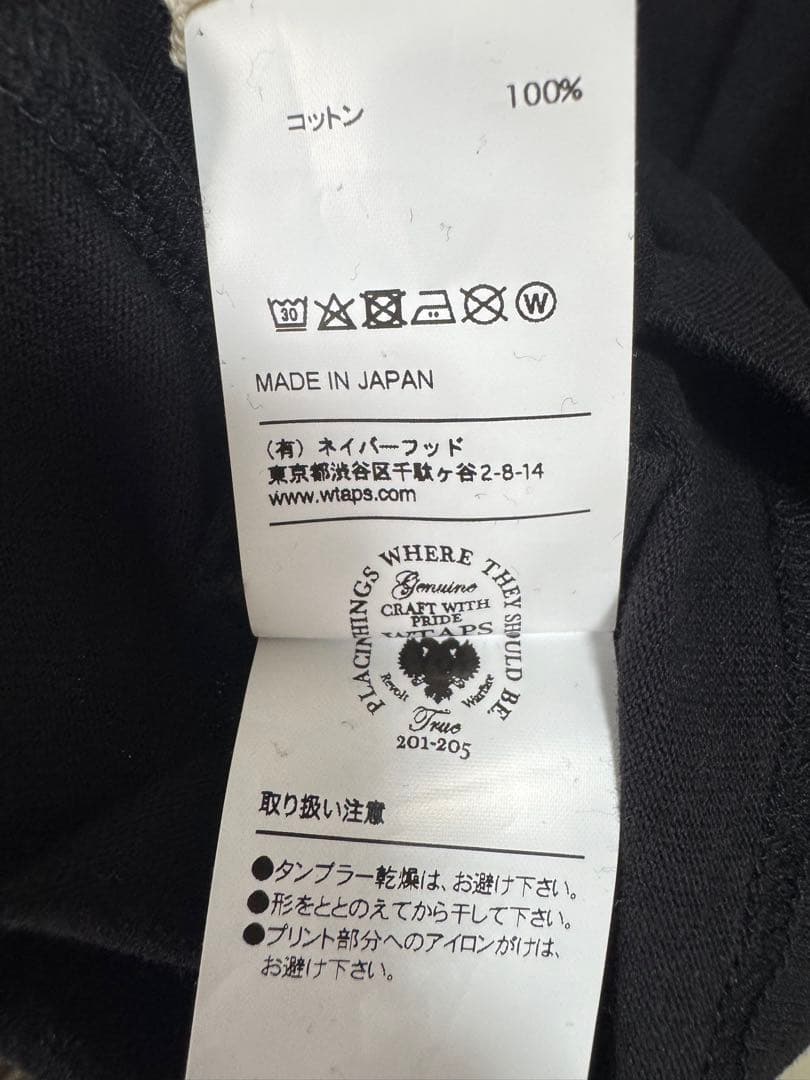 コットン 100%
30
W
MADE IN JAPAN
(有) ネイバーフッド
東京都渋谷区千駄ヶ谷2-8-14
www.wtaps.com
PLACIN HINGS WHERE THEY SHOULD BE
Genuine
CRAFT WITH
PRIDE
WTAPS
Revolt Warfare
True
201-205
取り扱い注意
●タンブラー乾燥は、お避け下さい。
●形をととのえてから干して下さい。
●プリント部分へのアイロンがけは、
お避け下さい。